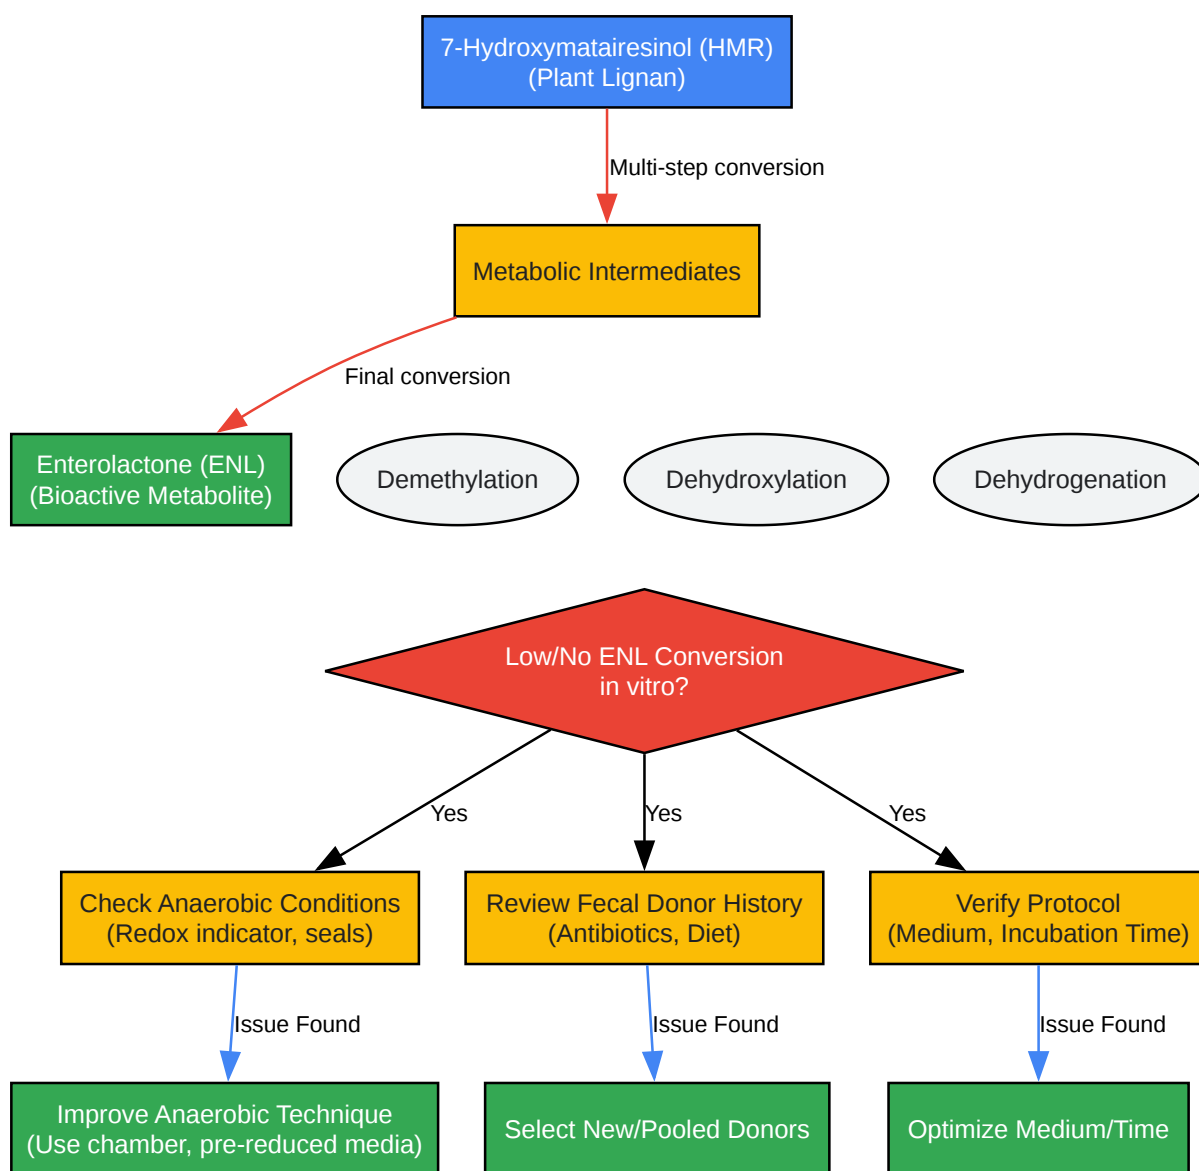 7-Hydroxymatairesinol (HMR)
(Plant Lignan)
Multi-step conversion
Metabolic Intermediates
Final conversion
Enterolactone (ENL)
(Bioactive Metabolite)
Demethylation
Dehydroxylation
Dehydrogenation
Low/No ENL Conversion
in vitro?
Yes
Yes
Yes
Check Anaerobic Conditions
(Redox indicator, seals)
Review Fecal Donor History
(Antibiotics, Diet)
Verify Protocol
(Medium, Incubation Time)
Issue Found
Issue Found
Issue Found
Improve Anaerobic Technique
(Use chamber, pre-reduced media)
Select New/Pooled Donors
Optimize Medium/Time